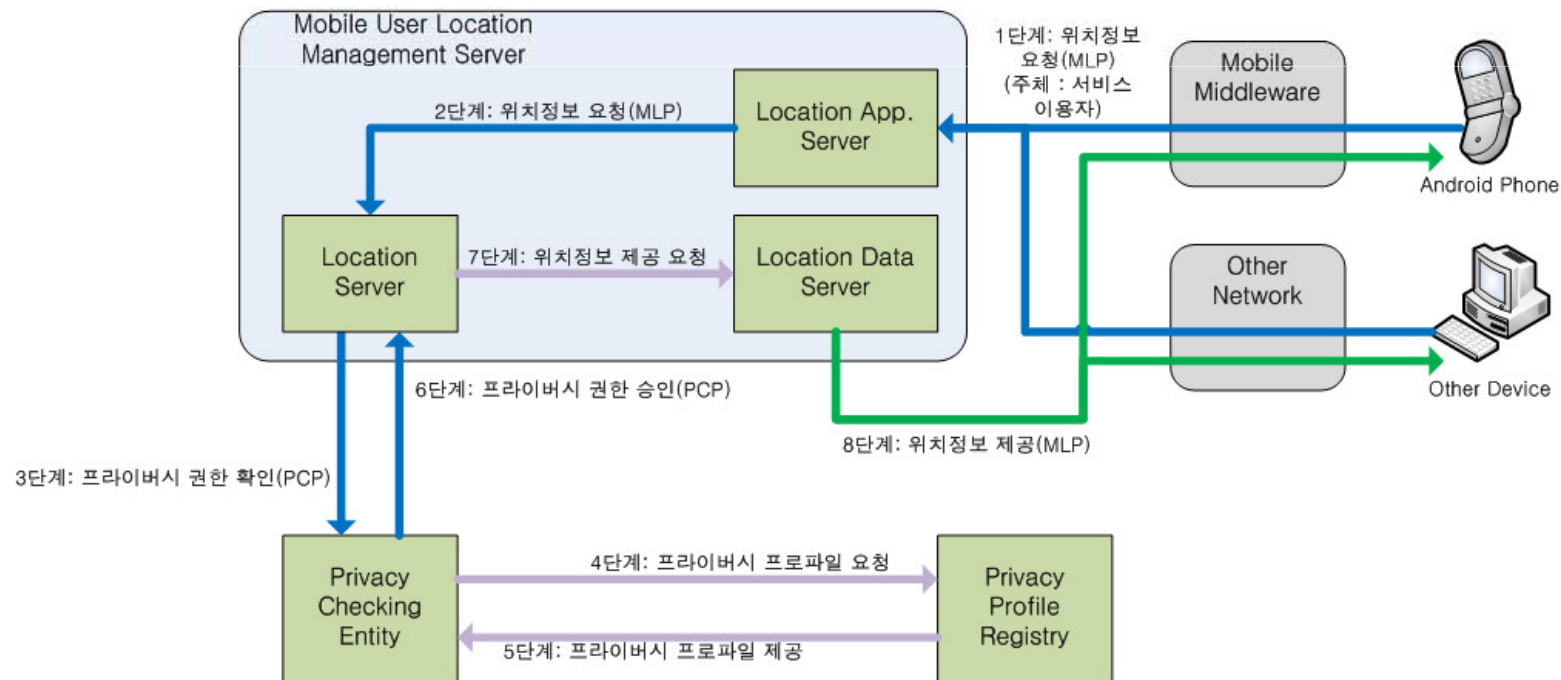 Mobile User Location
Management Server
1단계: 위치정보
요청(MLP)
(주체 : 서비스
이용자)
Mobile
Middleware
2단계: 위치정보 요청(MLP)
Location App.
Server
Android Phone
Location
Server
7단계: 위치정보 제공 요청
Location Data
Server
Other
Network
Other Device
6단계: 프라이버시 권한 승인(PCP)
8단계: 위치정보 제공(MLP)
3단계: 프라이버시 권한 확인(PCP)
4단계: 프라이버시 프로파일 요청
Privacy
Checking
Entity
Privacy
Profile
Registry
5단계: 프라이버시 프로파일 제공